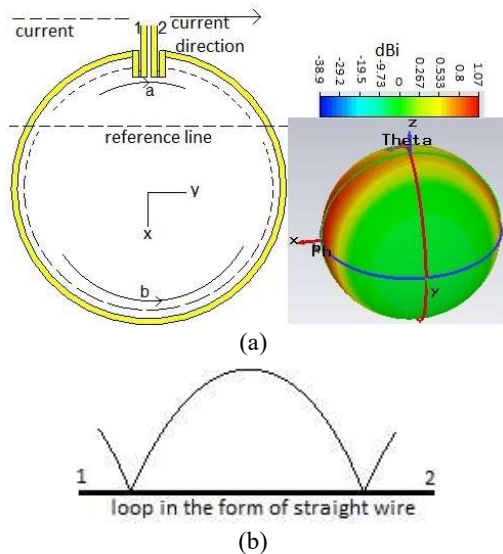 current
1 2
current
direction
a
reference line
y
x
b
dBi
-38.9
-29.2
-19.5
-9.73
0
0.267
0.533
0.8
1.07
z
Theta
x
Ph
y
(a)
1 2
loop in the form of straight wire
(b)